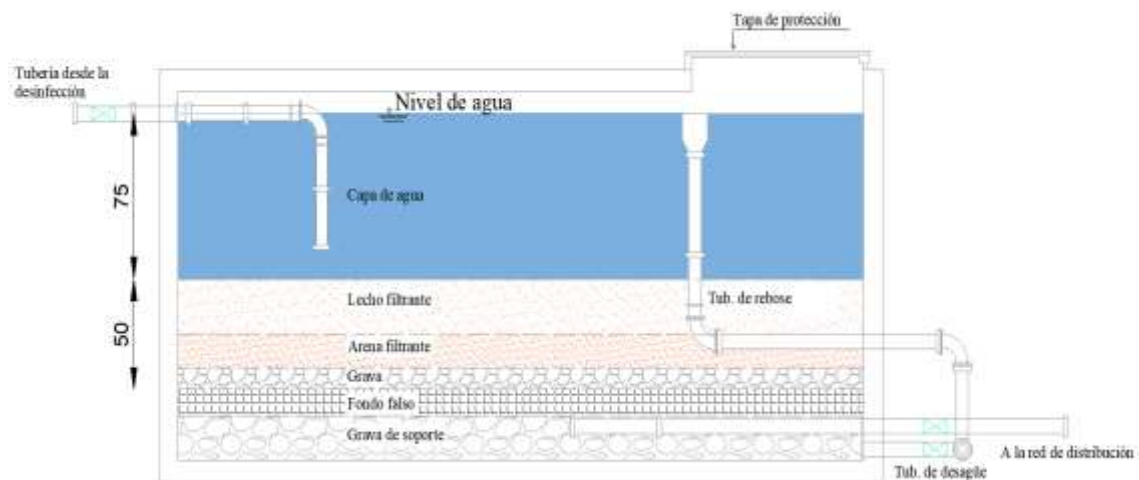 Tapa de protección
Tubería desde la
desinfección
Nivel de agua
75
Capa de agua
Lecho filtrante
Tub. de rebose
50
Arena filtrante
Grava
Fondo falso
Grava de soporte
A la red de distribución
Tub. de desagüe